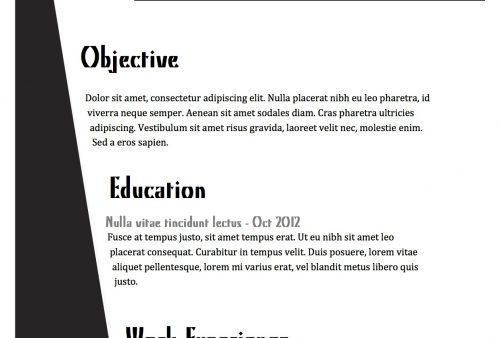 Objective
Dolor sit amet, consectetur adipiscing elit. Nulla placerat nibh eu leo pharetra, id
viverra neque semper. Aenean sit amet sodales diam. Cras pharetra ultricies
adipiscing. Vestibulum sit amet risus gravida, laoreet velit nec, molestie enim.
Sed a eros sapien.
Education
Nulla vitae tincidunt lectus - Oct 2012
Fusce at tempus justo, sit amet tempus erat. Ut eu nibh sit amet leo
placerat consequat. Curabitur in tempus velit. Duis posuere, lorem vitae
aliquet pellentesque, lorem mi varius erat, vel blandit metus libero quis
justo.
Work Experience